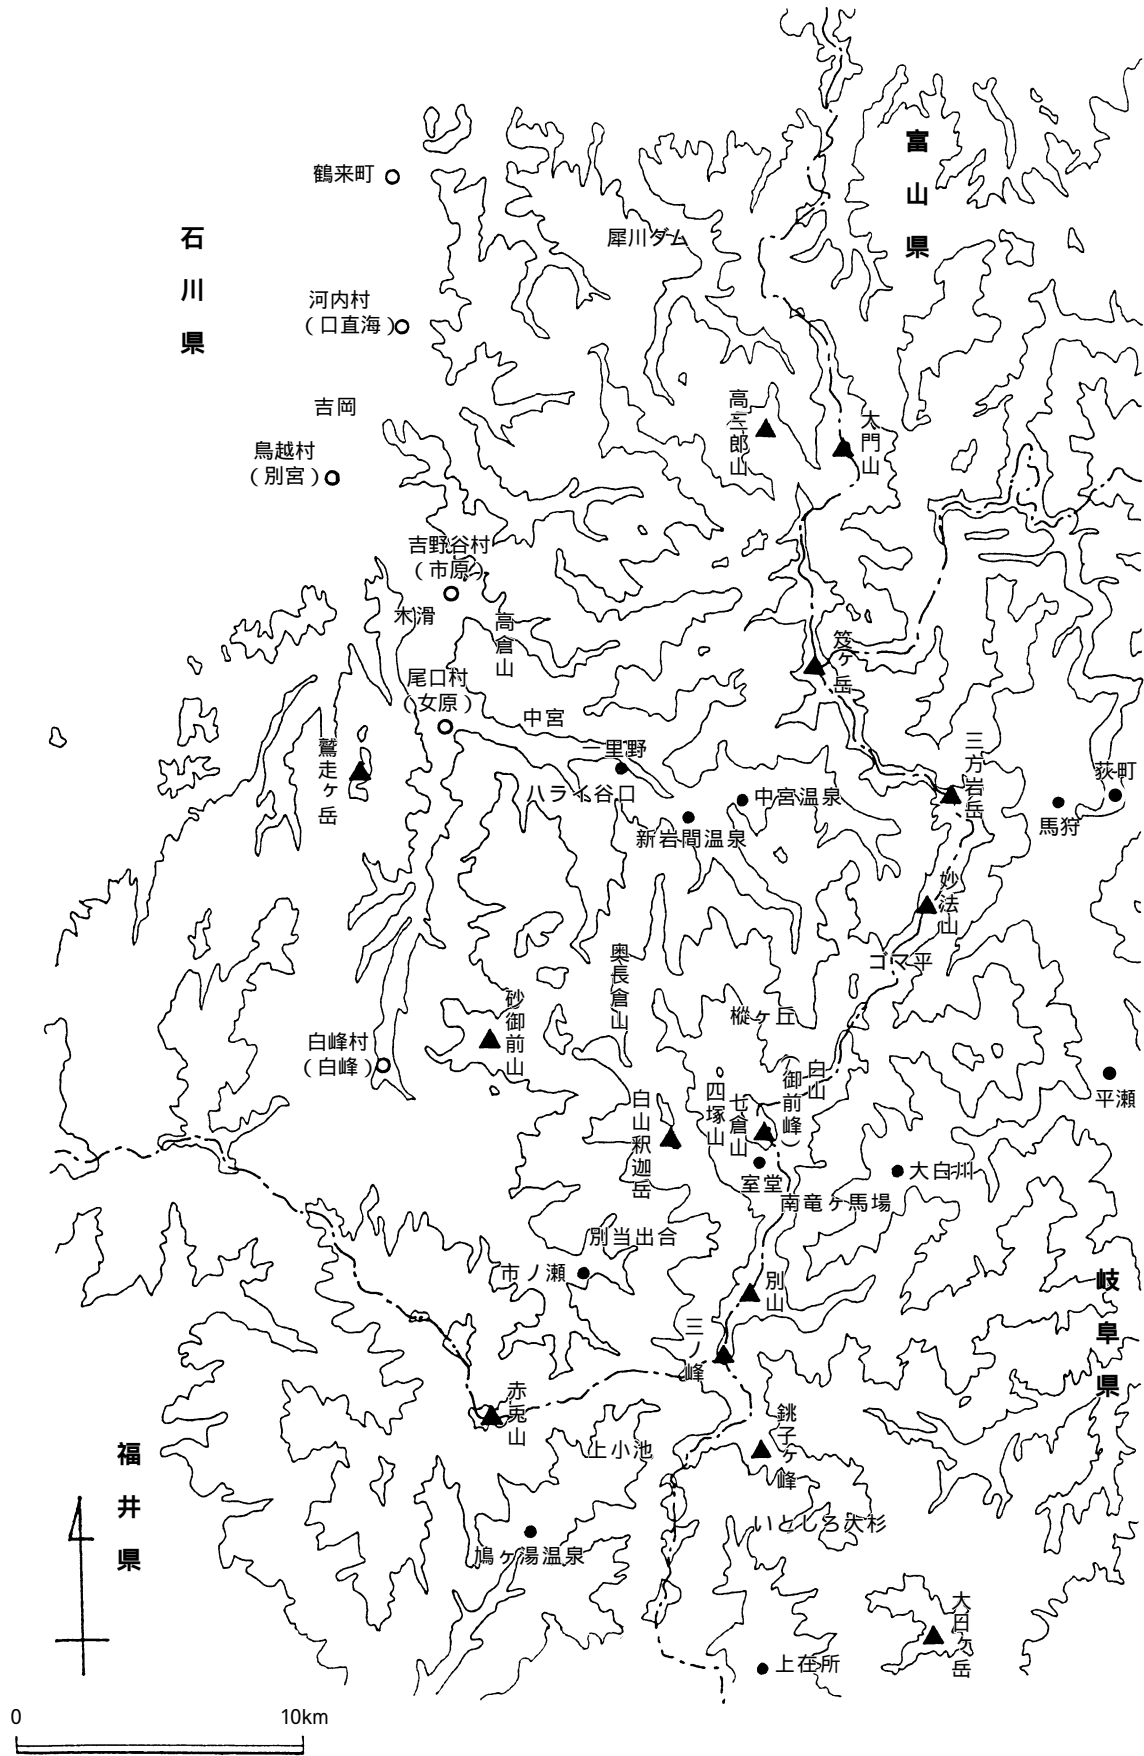 富山県
鶴来町
石川県
犀川ダム
河内村
(口直海)
吉岡
高三郎山
大門山
鳥越村
(別宮)
吉野谷村
(市原)
木滑
高倉山
笈ヶ岳
尾口村
(女原)
中宮
鷲走ヶ岳
一里野
三方岩岳
荻町
ハライ谷口
中宮温泉
馬狩
新岩間温泉
妙法山
ゴマ平
奥長倉山
砂御前山
樅ヶ丘
白峰村
(白峰)
白山
(御前峰)
四塚山
七倉山
平瀬
白山釈迦岳
室堂
大白川
南竜ヶ馬場
別当出合
市ノ瀬
別山
岐阜県
三ノ峰
赤兎山
銚子ヶ峰
上小池
福井県
いとしろ大杉
鳩ヶ湯温泉
大日ヶ岳
上在所
0
10km